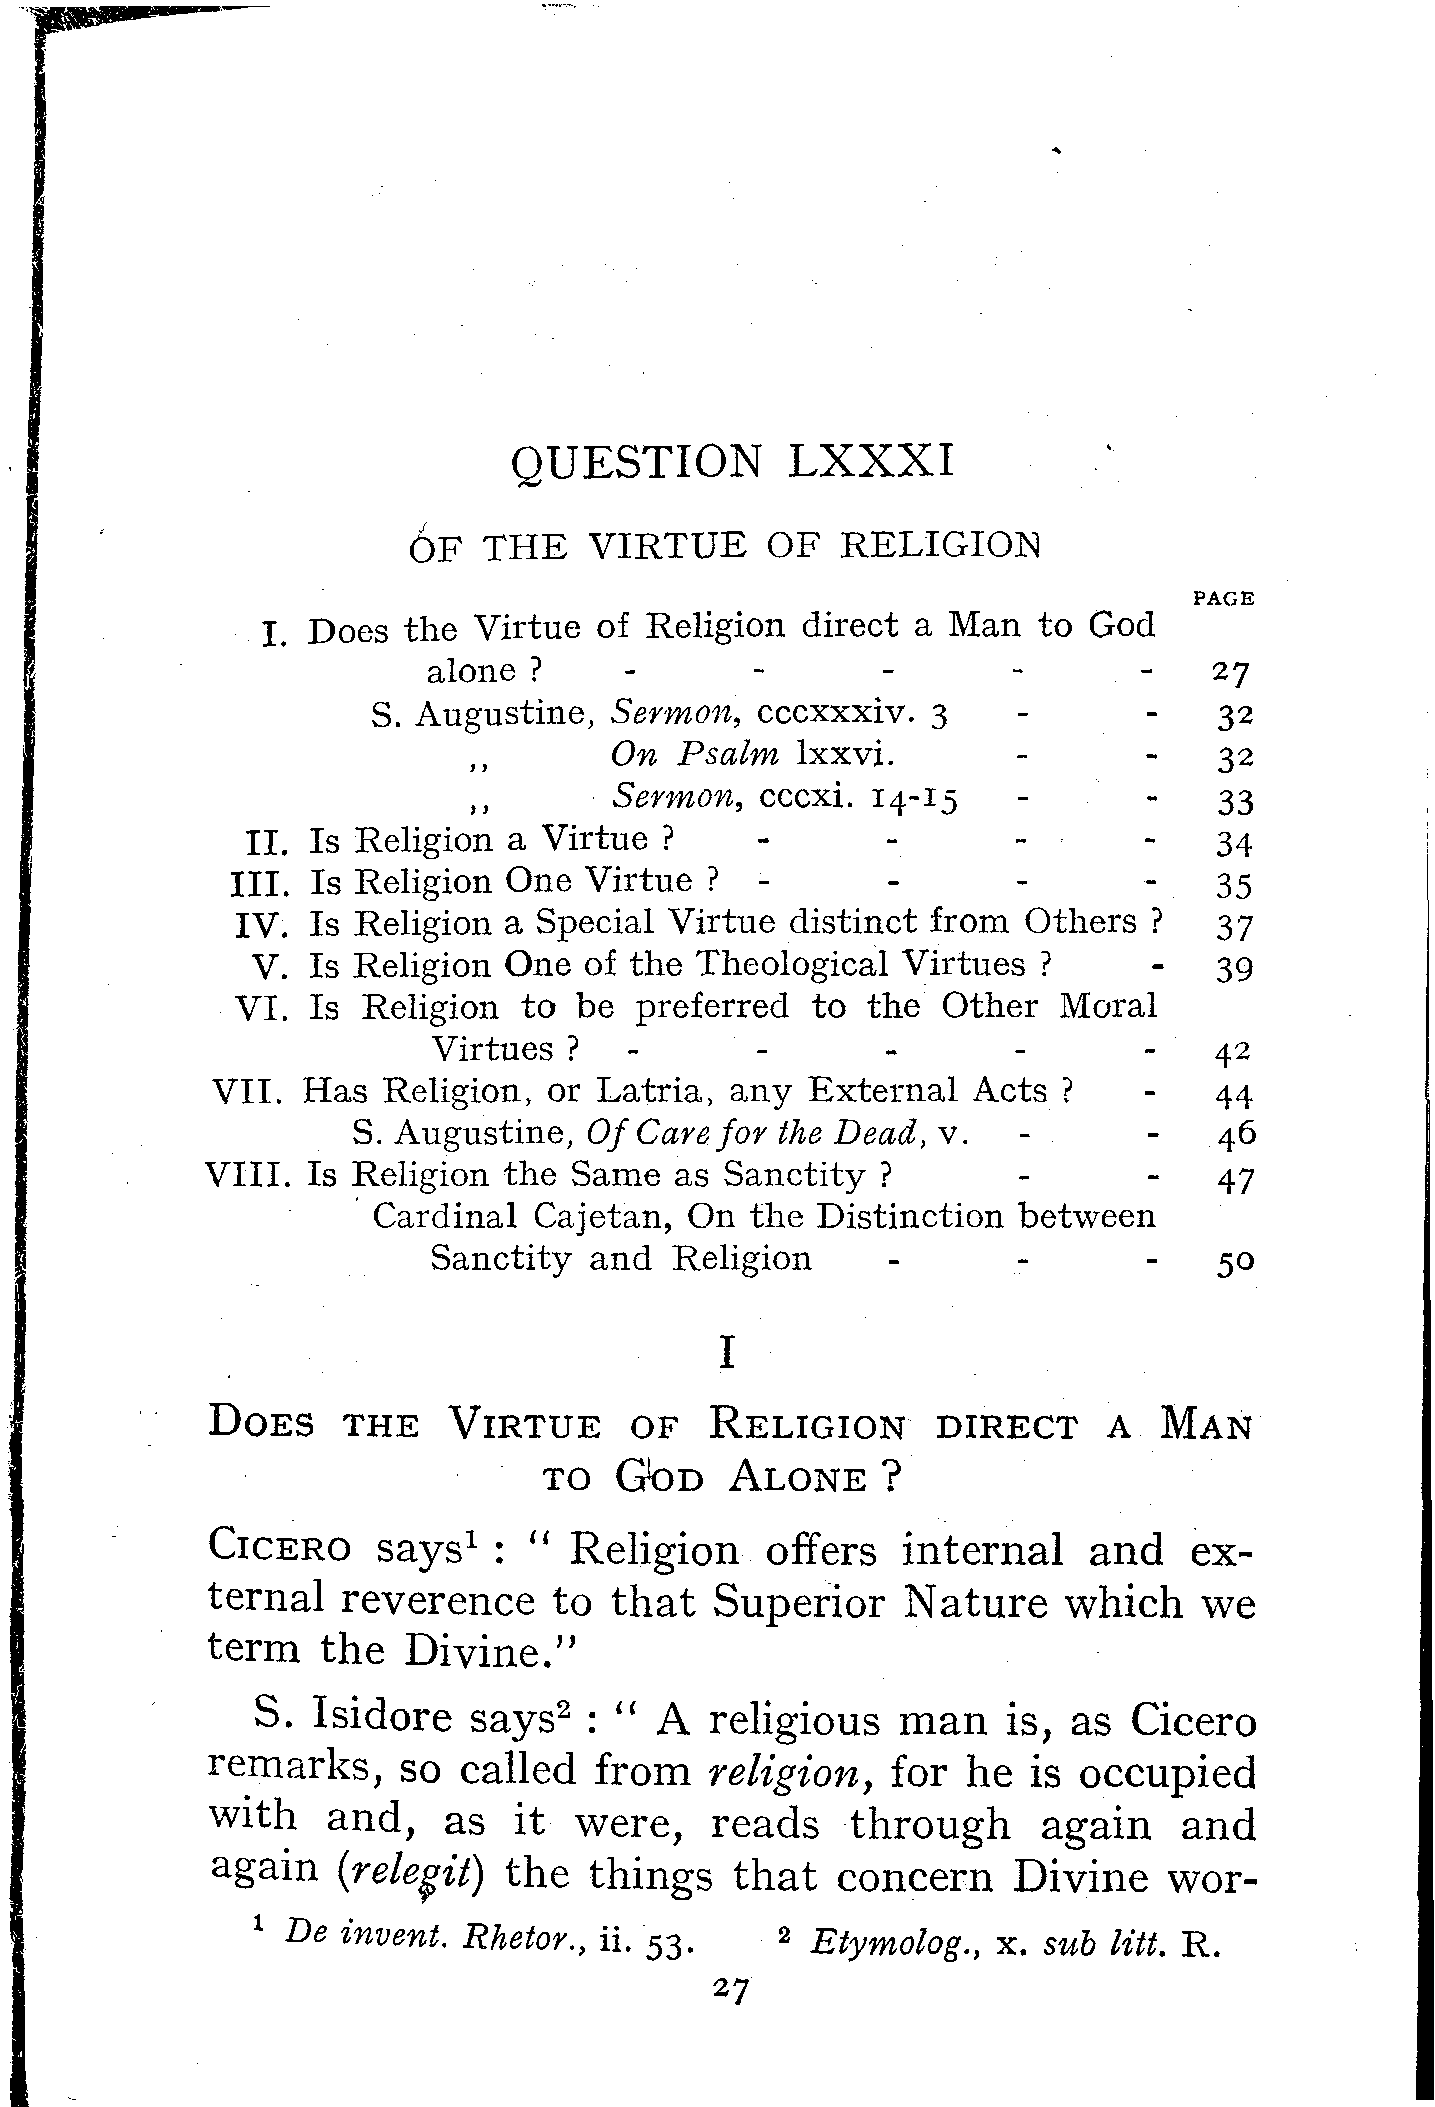 QUESTION LXXXI
OF THE VIRTUE OF RELIGION
PAGE
I. Does the Virtue of Religion direct a Man to God
alone ? - - - - - 27
S. Augustine, Sermon, cccxxxiv. 3 - - 32
,, On Psalm lxxvi. - - 32
,, Sermon, cccxi. 14-15 - - 33
II. Is Religion a Virtue ? - - - - 34
III. Is Religion One Virtue ? - - - - 35
IV. Is Religion a Special Virtue distinct from Others ? 37
V. Is Religion One of the Theological Virtues ? - 39
VI. Is Religion to be preferred to the Other Moral
Virtues ? - - - - - 42
VII. Has Religion, or Latria, any External Acts ? - 44
S. Augustine, Of Care for the Dead, v. - - 46
VIII. Is Religion the Same as Sanctity ? - - 47
Cardinal Cajetan, On the Distinction between
Sanctity and Religion - - - 50
I
DOES THE VIRTUE OF RELIGION DIRECT A MAN
TO GOD ALONE ?
CICERO says¹ : " Religion offers internal and ex-
ternal reverence to that Superior Nature which we
term the Divine."
S. Isidore says² : " A religious man is, as Cicero
remarks, so called from religion, for he is occupied
with and, as it were, reads through again and
again (relegit) the things that concern Divine wor-
¹ De invent. Rhetor., ii. 53. ² Etymolog., x. sub litt. R.
27